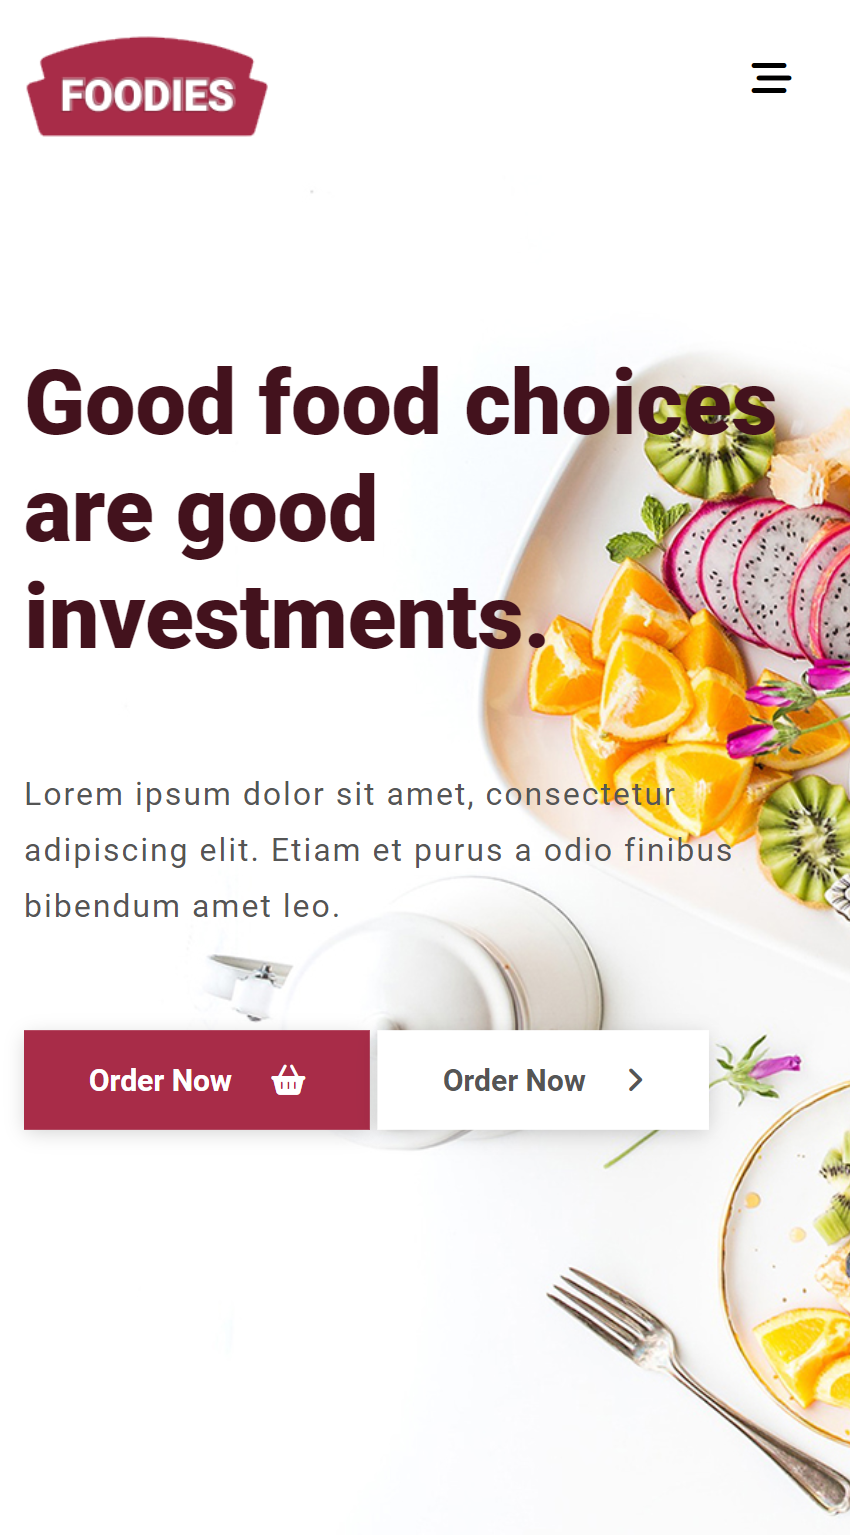 FOODIES
Good food choices
are good
investments.
Lorem ipsum dolor sit amet, consectetur
adipiscing elit. Etiam et purus a odio finibus
bibendum amet leo.
Order Now
Order Now